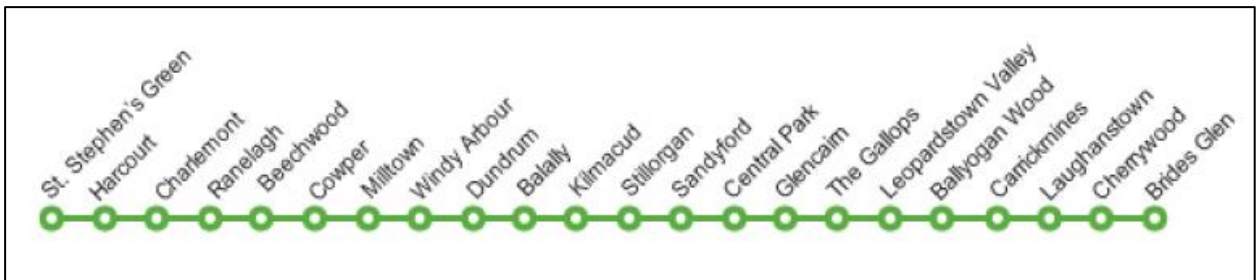 St. Stephen's Green
Harcourt
Charlemont
Ranelagh
Beechwood
Cowper
Milltown
Windy Arbour
Dundrum
Balally
Kilmacud
Stillorgan
Sandyford
Central Park
Glencairn
The Gallops
Leopardstown Valley
Ballyogan Wood
Carrickmines
Laughanstown
Cherrywood
Brides Glen